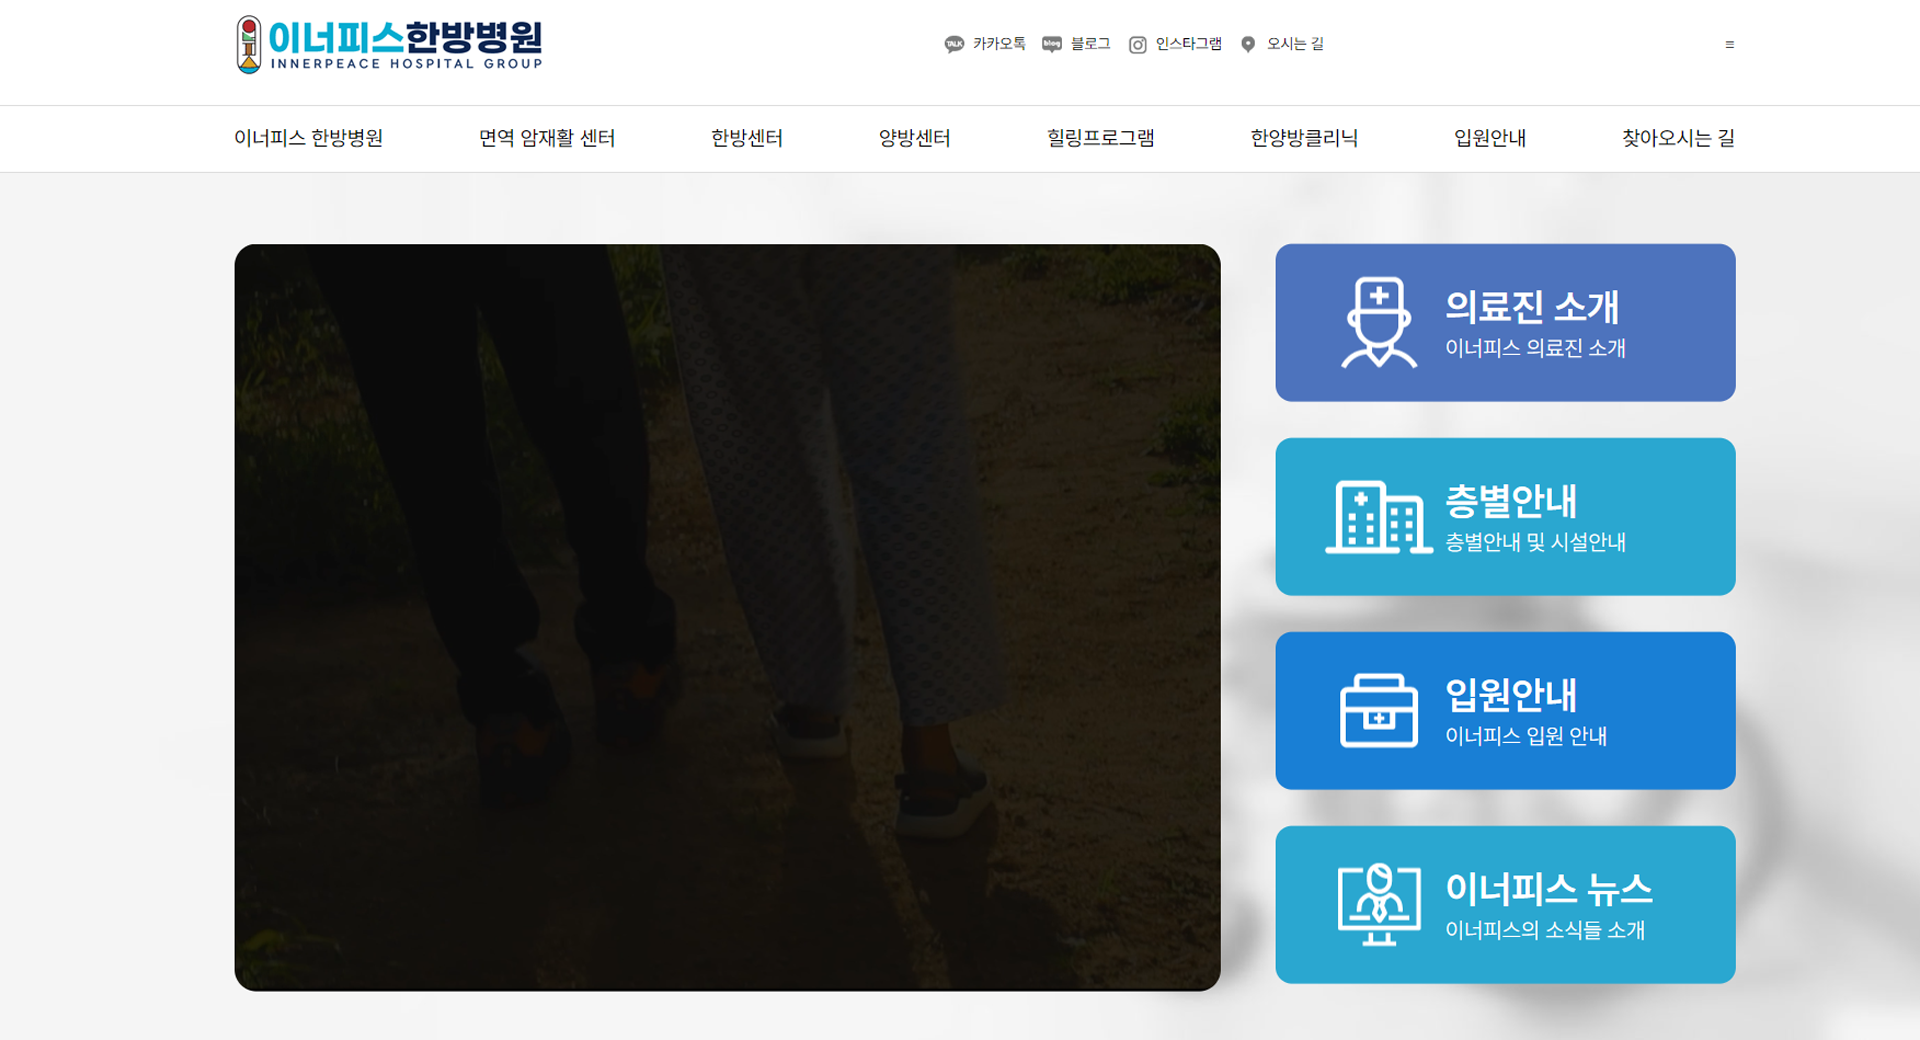 이너피스한방병원
INNERPEACE HOSPITAL GROUP
TALK 카카오톡 blog 블로그 인스타그램 오시는 길
이너피스 한방병원 면역 암재활 센터 한방센터 양방센터 힐링프로그램 한양방클리닉 입원안내 찾아오시는 길
의료진 소개
이너피스 의료진 소개
층별안내
층별안내 및 시설안내
입원안내
이너피스 입원 안내
이너피스 뉴스
이너피스의 소식들 소개